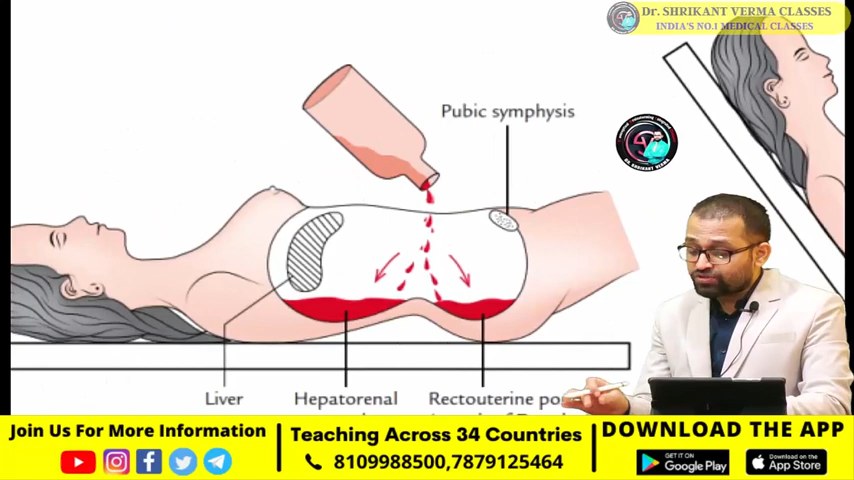 Dr. SHRIKANT VERMA CLASSES
INDIA'S NO.1 MEDICAL CLASSES
Pubic symphysis
Liver
Hepatorenal
Rectouterine
Join Us For More Information
Teaching Across 34 Countries
8109988500,7879125464
DOWNLOAD THE APP
GET IT ON
Google Play
Download on the
App Store